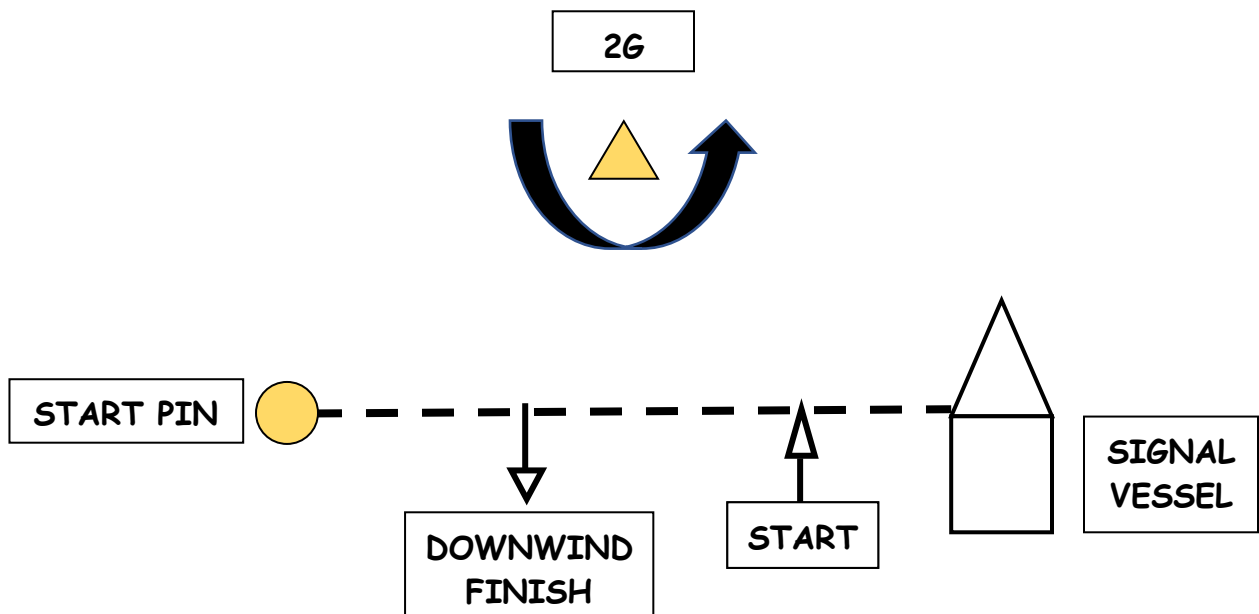 2G
START PIN
SIGNAL
VESSEL
START
DOWNWIND
FINISH